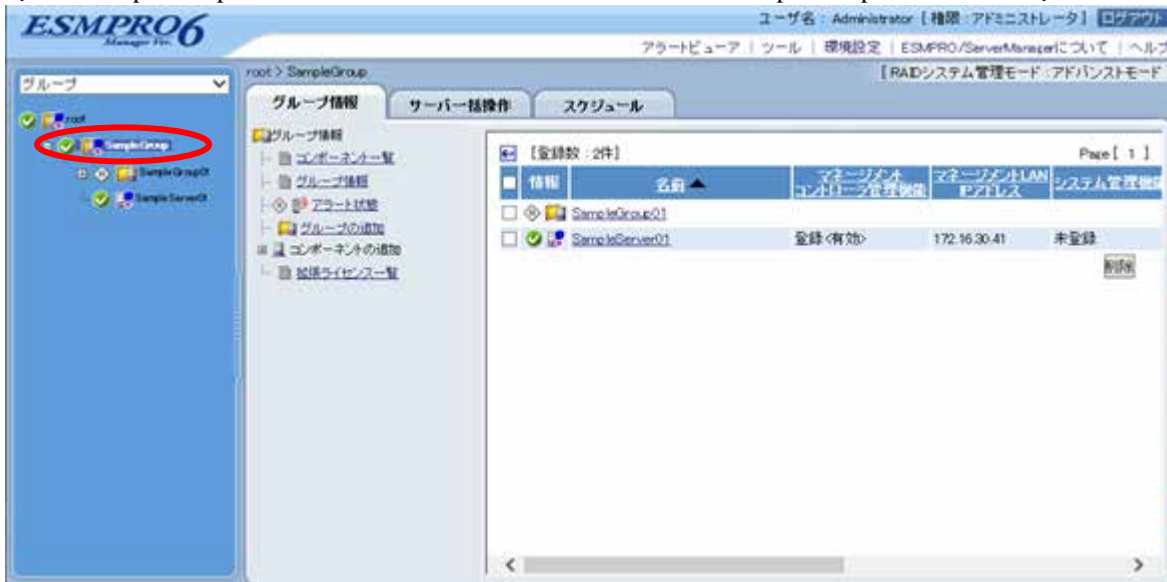 ESMPRO6
Manager Ver.
ユーザ名 : Administrator [ 権限 : アドミニストレータ ] ログアウト
アラートビューア | ツール | 環境設定 | ESMPRO/ServerManagerについて | ヘルプ
グループ
root > SampleGroup
[ RAIDシステム管理モード : アドバンストモード
グループ情報
サーバー括操作
スケジュール
root
SampleGroup
SampleGroup01
SampleServer01
グループ情報
コンポーネント一覧
グループ情報
アラート状態
グループの追加
コンポーネントの追加
拡張ライセンス一覧
[登録数 : 2件]
Page [ 1 ]
情報
名前▲
マネージメントコントローラ管理機能
マネージメントLAN IPアドレス
システム管理機能
SampleGroup01
SampleServer01
登録<有効>
172.16.30.41
未登録
削除